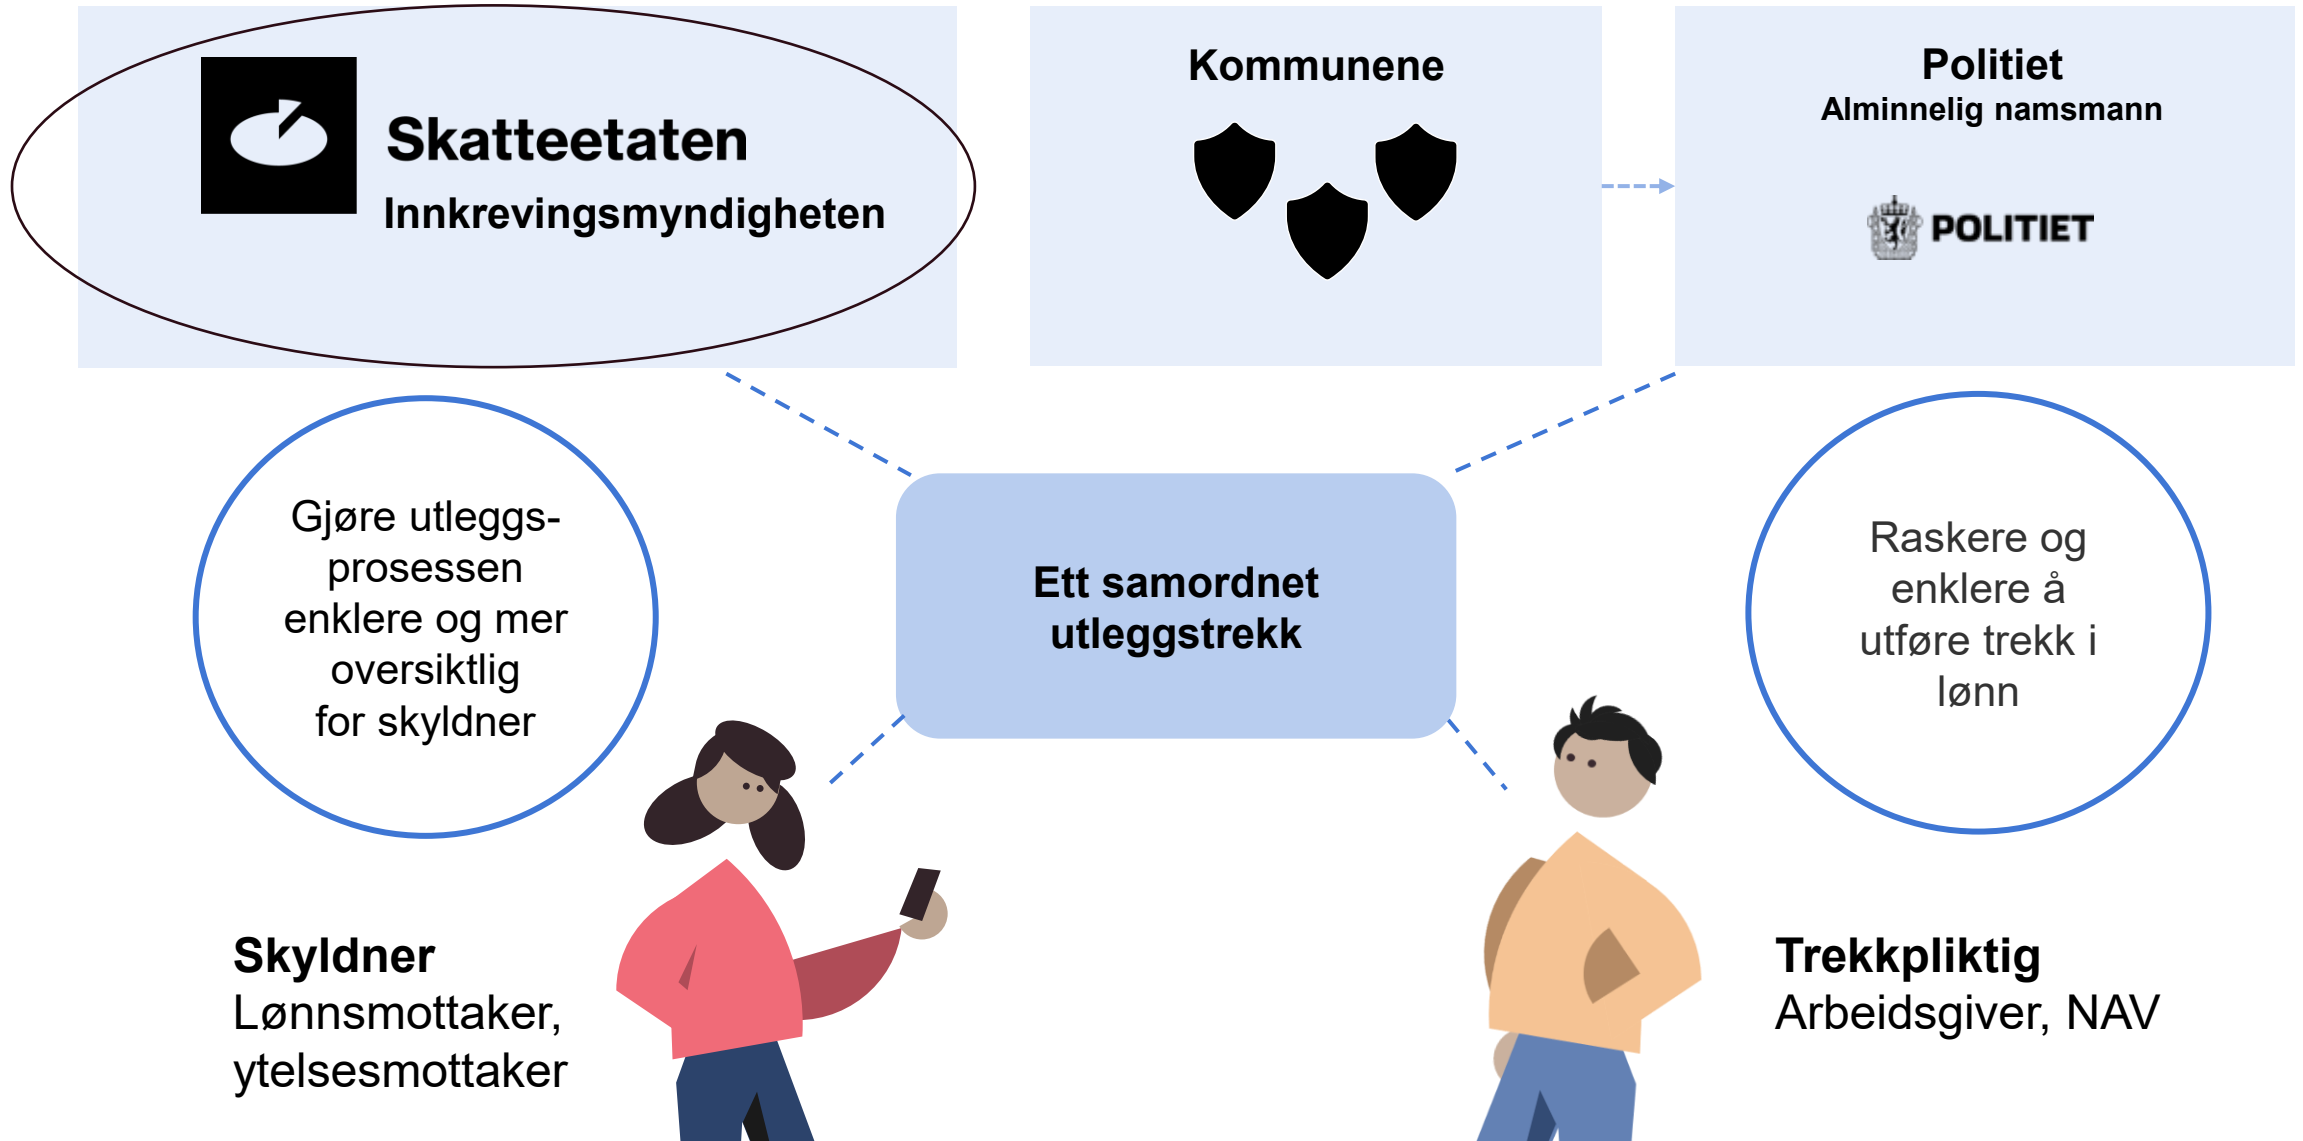 Skatteetaten
Innkrevingsmyndigheten
Kommunene
Politiet
Alminnelig namsmann
POLITIET
Gjøre utleggs-
prosessen
enklere og mer
oversiktlig
for skyldner
Ett samordnet
utleggstrekk
Raskere og
enklere å
utføre trekk i
lønn
Skyldner
Lønnsmottaker,
ytelsesmottaker
Trekkpliktig
Arbeidsgiver, NAV